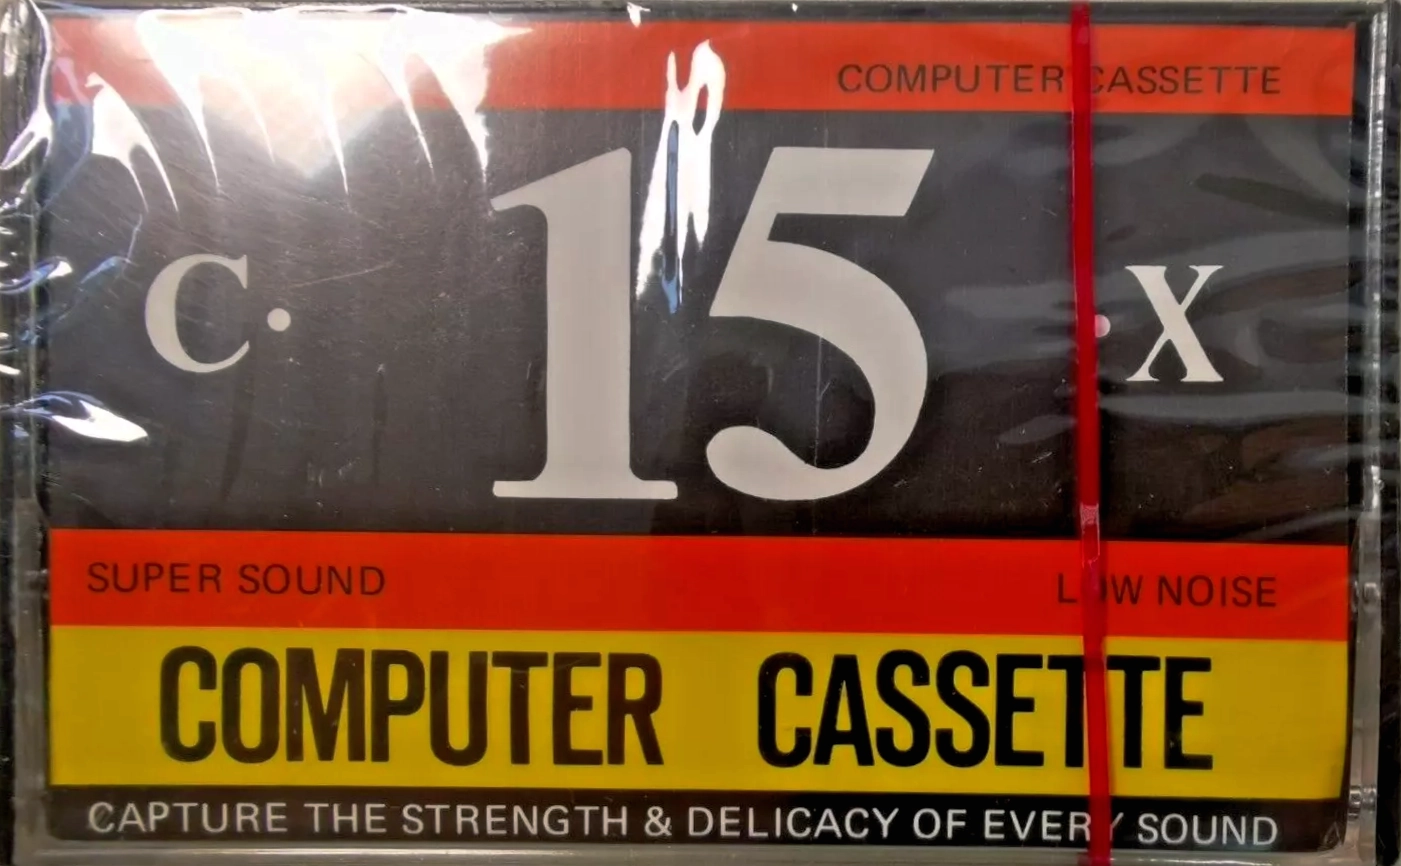 COMPUTER CASSETTE
C· 15 ·X
SUPER SOUND LOW NOISE
COMPUTER CASSETTE
CAPTURE THE STRENGTH & DELICACY OF EVERY SOUND